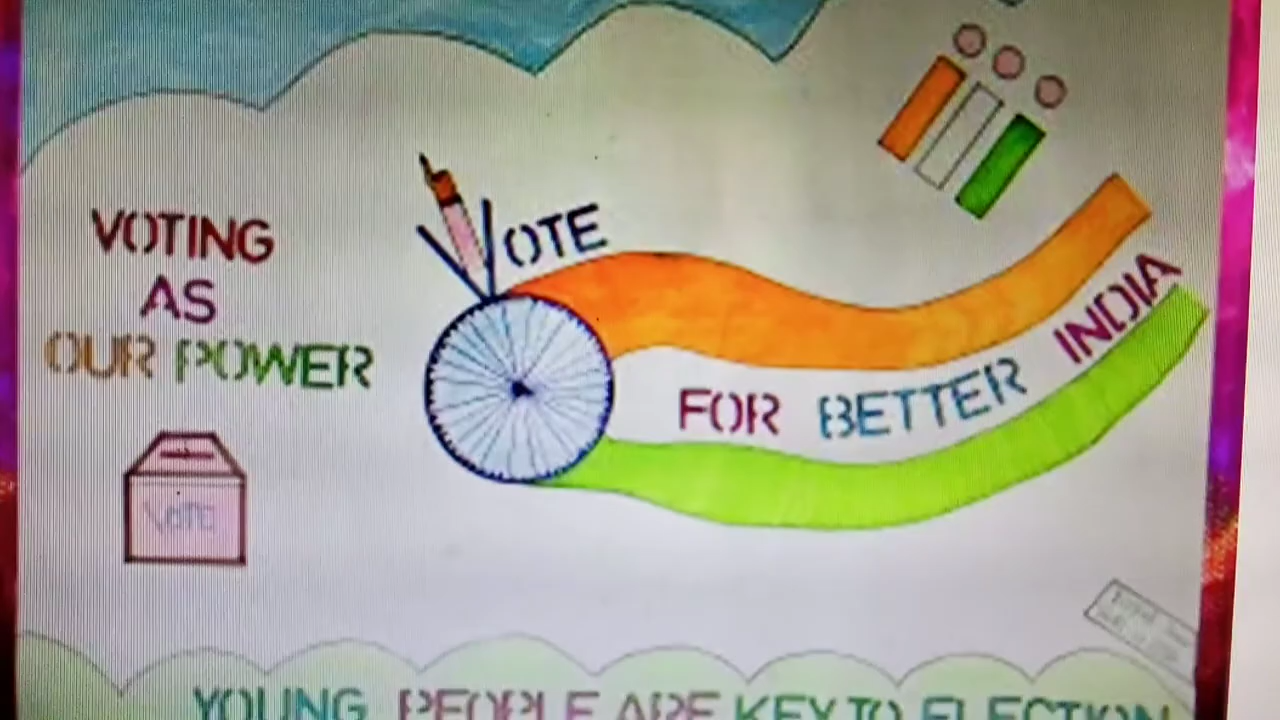 VOTING
AS
OUR POWER
VOTE
FOR BETTER INDIA
VOTE
YOUNG PEOPLE ARE KEY TO ELECTION